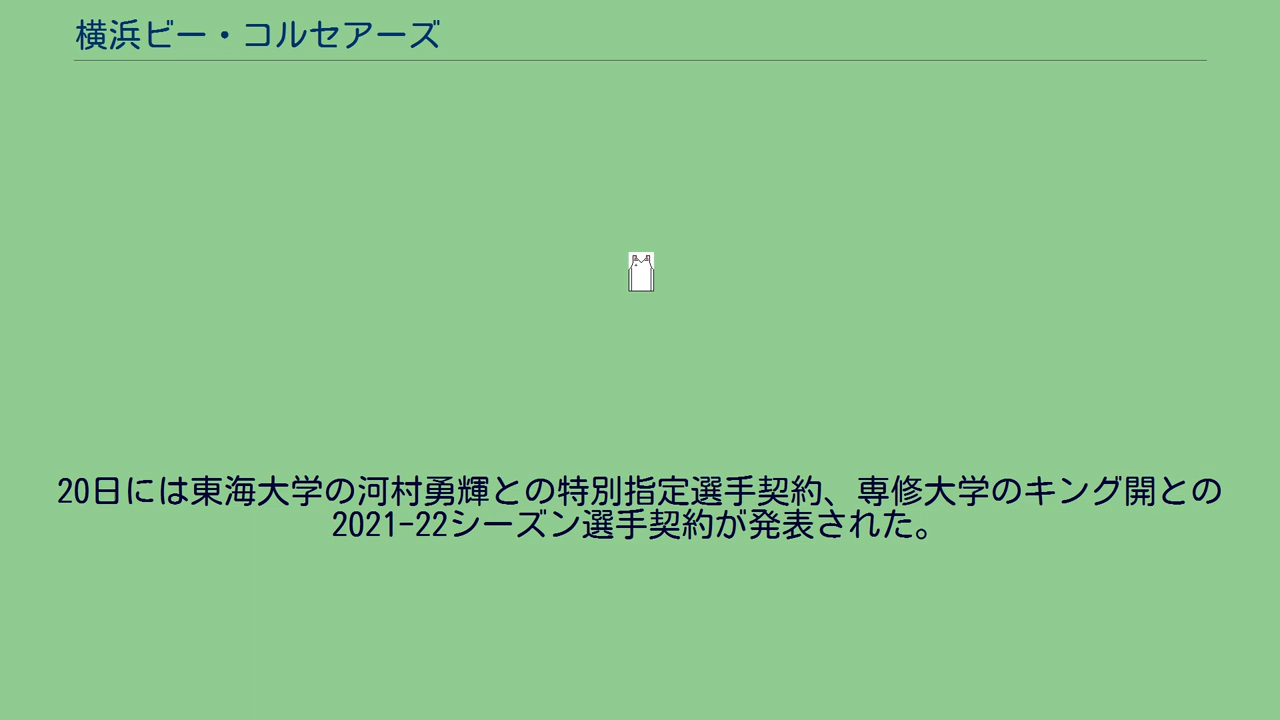 横浜ビー・コルセアーズ
20日には東海大学の河村勇輝との特別指定選手契約、専修大学のキング開との
2021-22シーズン選手契約が発表された。